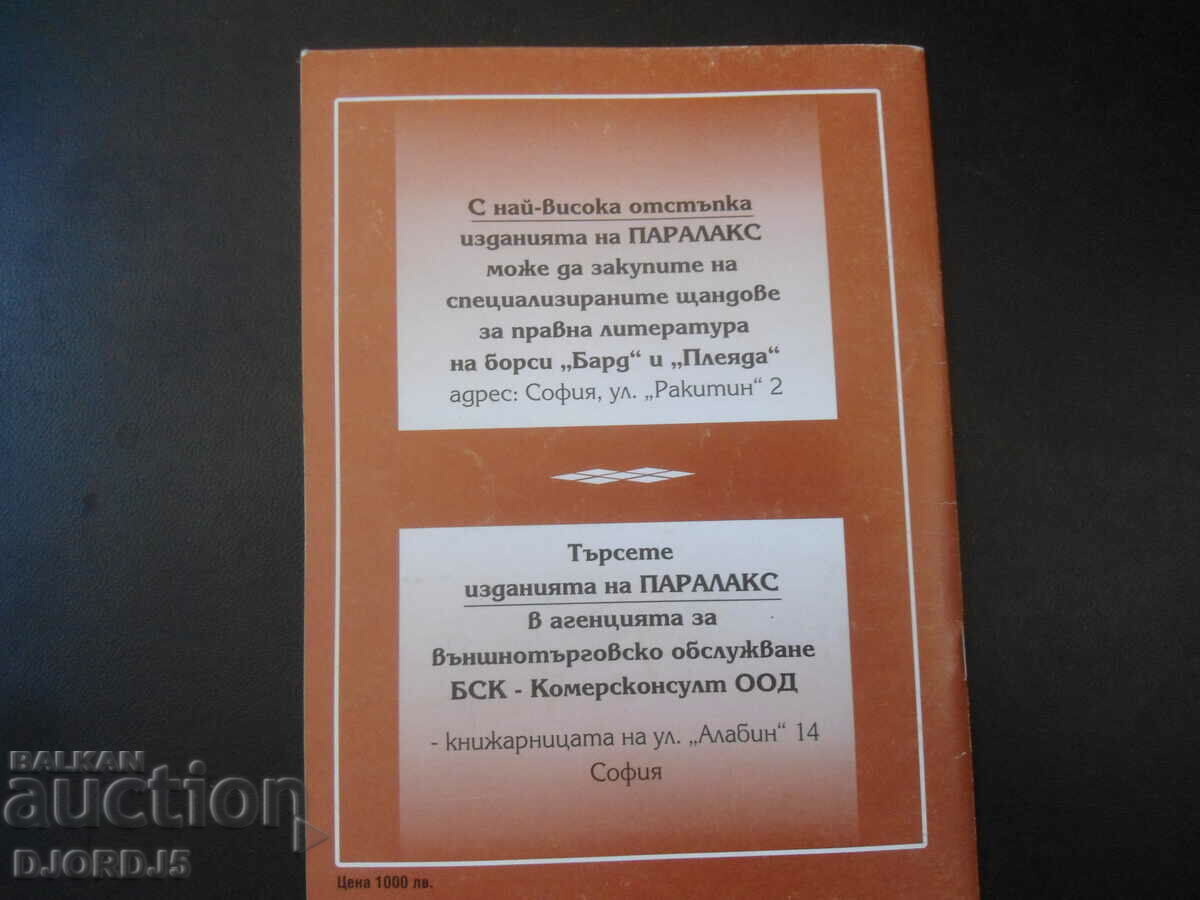 С най-висока отстъпка
изданията на ПАРАЛАКС
може да закупите на
специализираните щандове
за правна литература
на борси „Бард“ и „Плеяда“
адрес: София, ул. „Ракитин“ 2
Търсете
изданията на ПАРАЛАКС
в агенцията за
външнотърговско обслужване
БСК - Комерсконсулт ООД
- книжарницата на ул. „Алабин“ 14
София
Цена 1000 лв.
BALKAN
auction
DJORD_J5